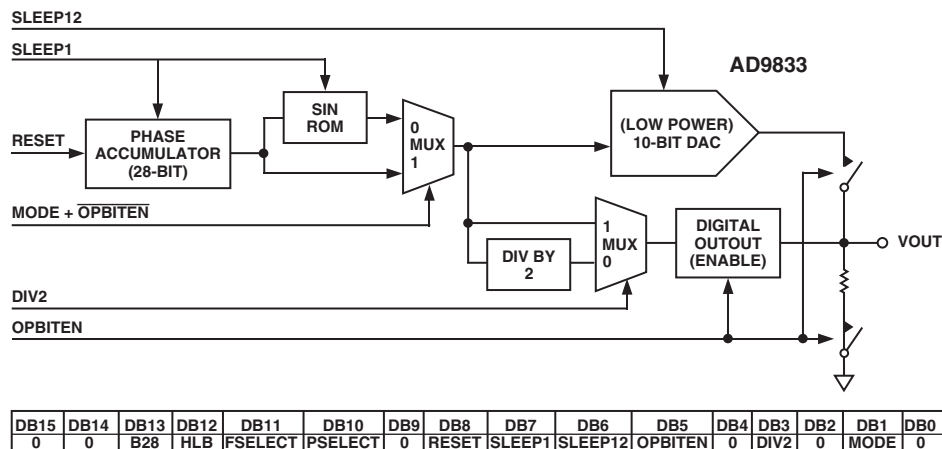 SLEEP12
SLEEP1
AD9833
RESET
PHASE
ACCUMULATOR
(28-BIT)
SIN
ROM
0
MUX
1
(LOW POWER)
10-BIT DAC
MODE + OPBITEN
1
MUX
0
DIV BY
2
DIGITAL
OUTOUT
(ENABLE)
VOUT
DIV2
OPBITEN
DB15 DB14 DB13 DB12 DB11 DB10 DB9 DB8 DB7 DB6 DB5 DB4 DB3 DB2 DB1 DB0
0 0 B28 HLB FSELECT PSELECT 0 RESET SLEEP1 SLEEP12 OPBITEN 0 DIV2 0 MODE 0